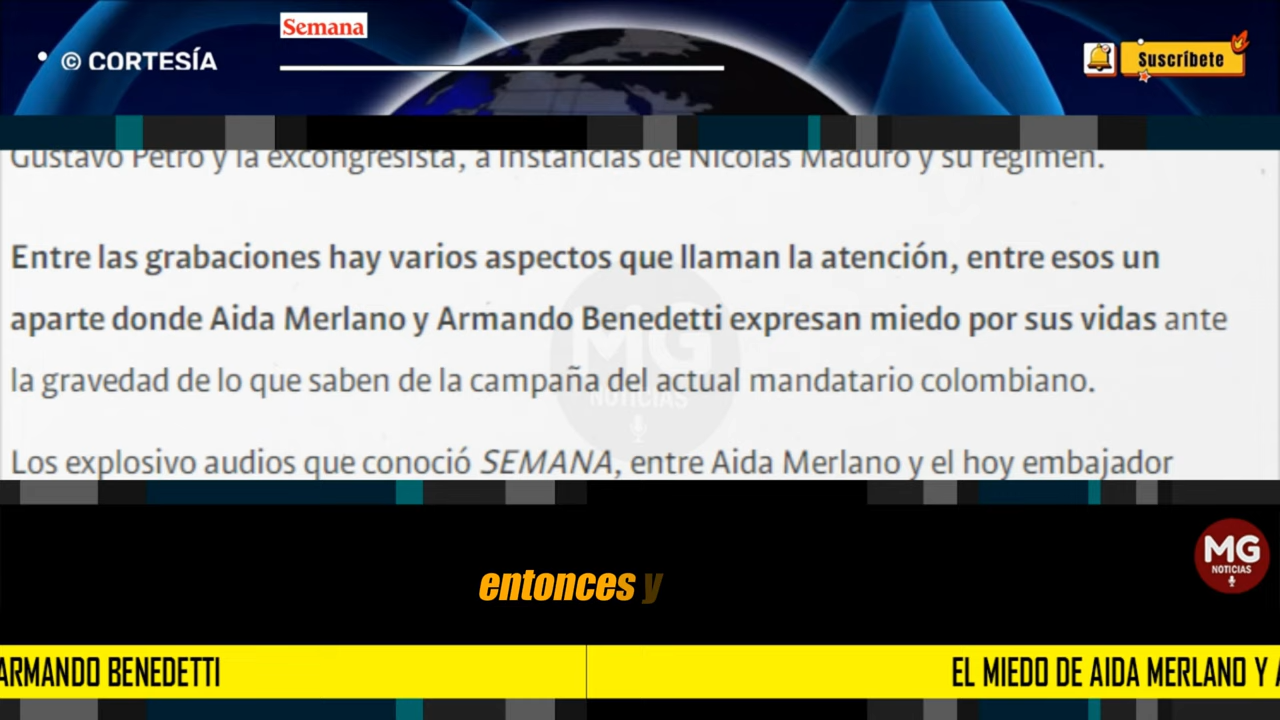 Semana
© CORTESÍA
Suscríbete
Gustavo Petro y la excongresista, a instancias de Nicolás Maduro y su régimen.
Entre las grabaciones hay varios aspectos que llaman la atención, entre esos un
aparte donde Aida Merlano y Armando Benedetti expresan miedo por sus vidas ante
la gravedad de lo que saben de la campaña del actual mandatario colombiano.
MG
NOTICIAS
Los explosivo audios que conoció SEMANA, entre Aida Merlano y el hoy embajador
entonces y
MG
NOTICIAS
ARMANDO BENEDETTI
EL MIEDO DE AIDA MERLANO Y A